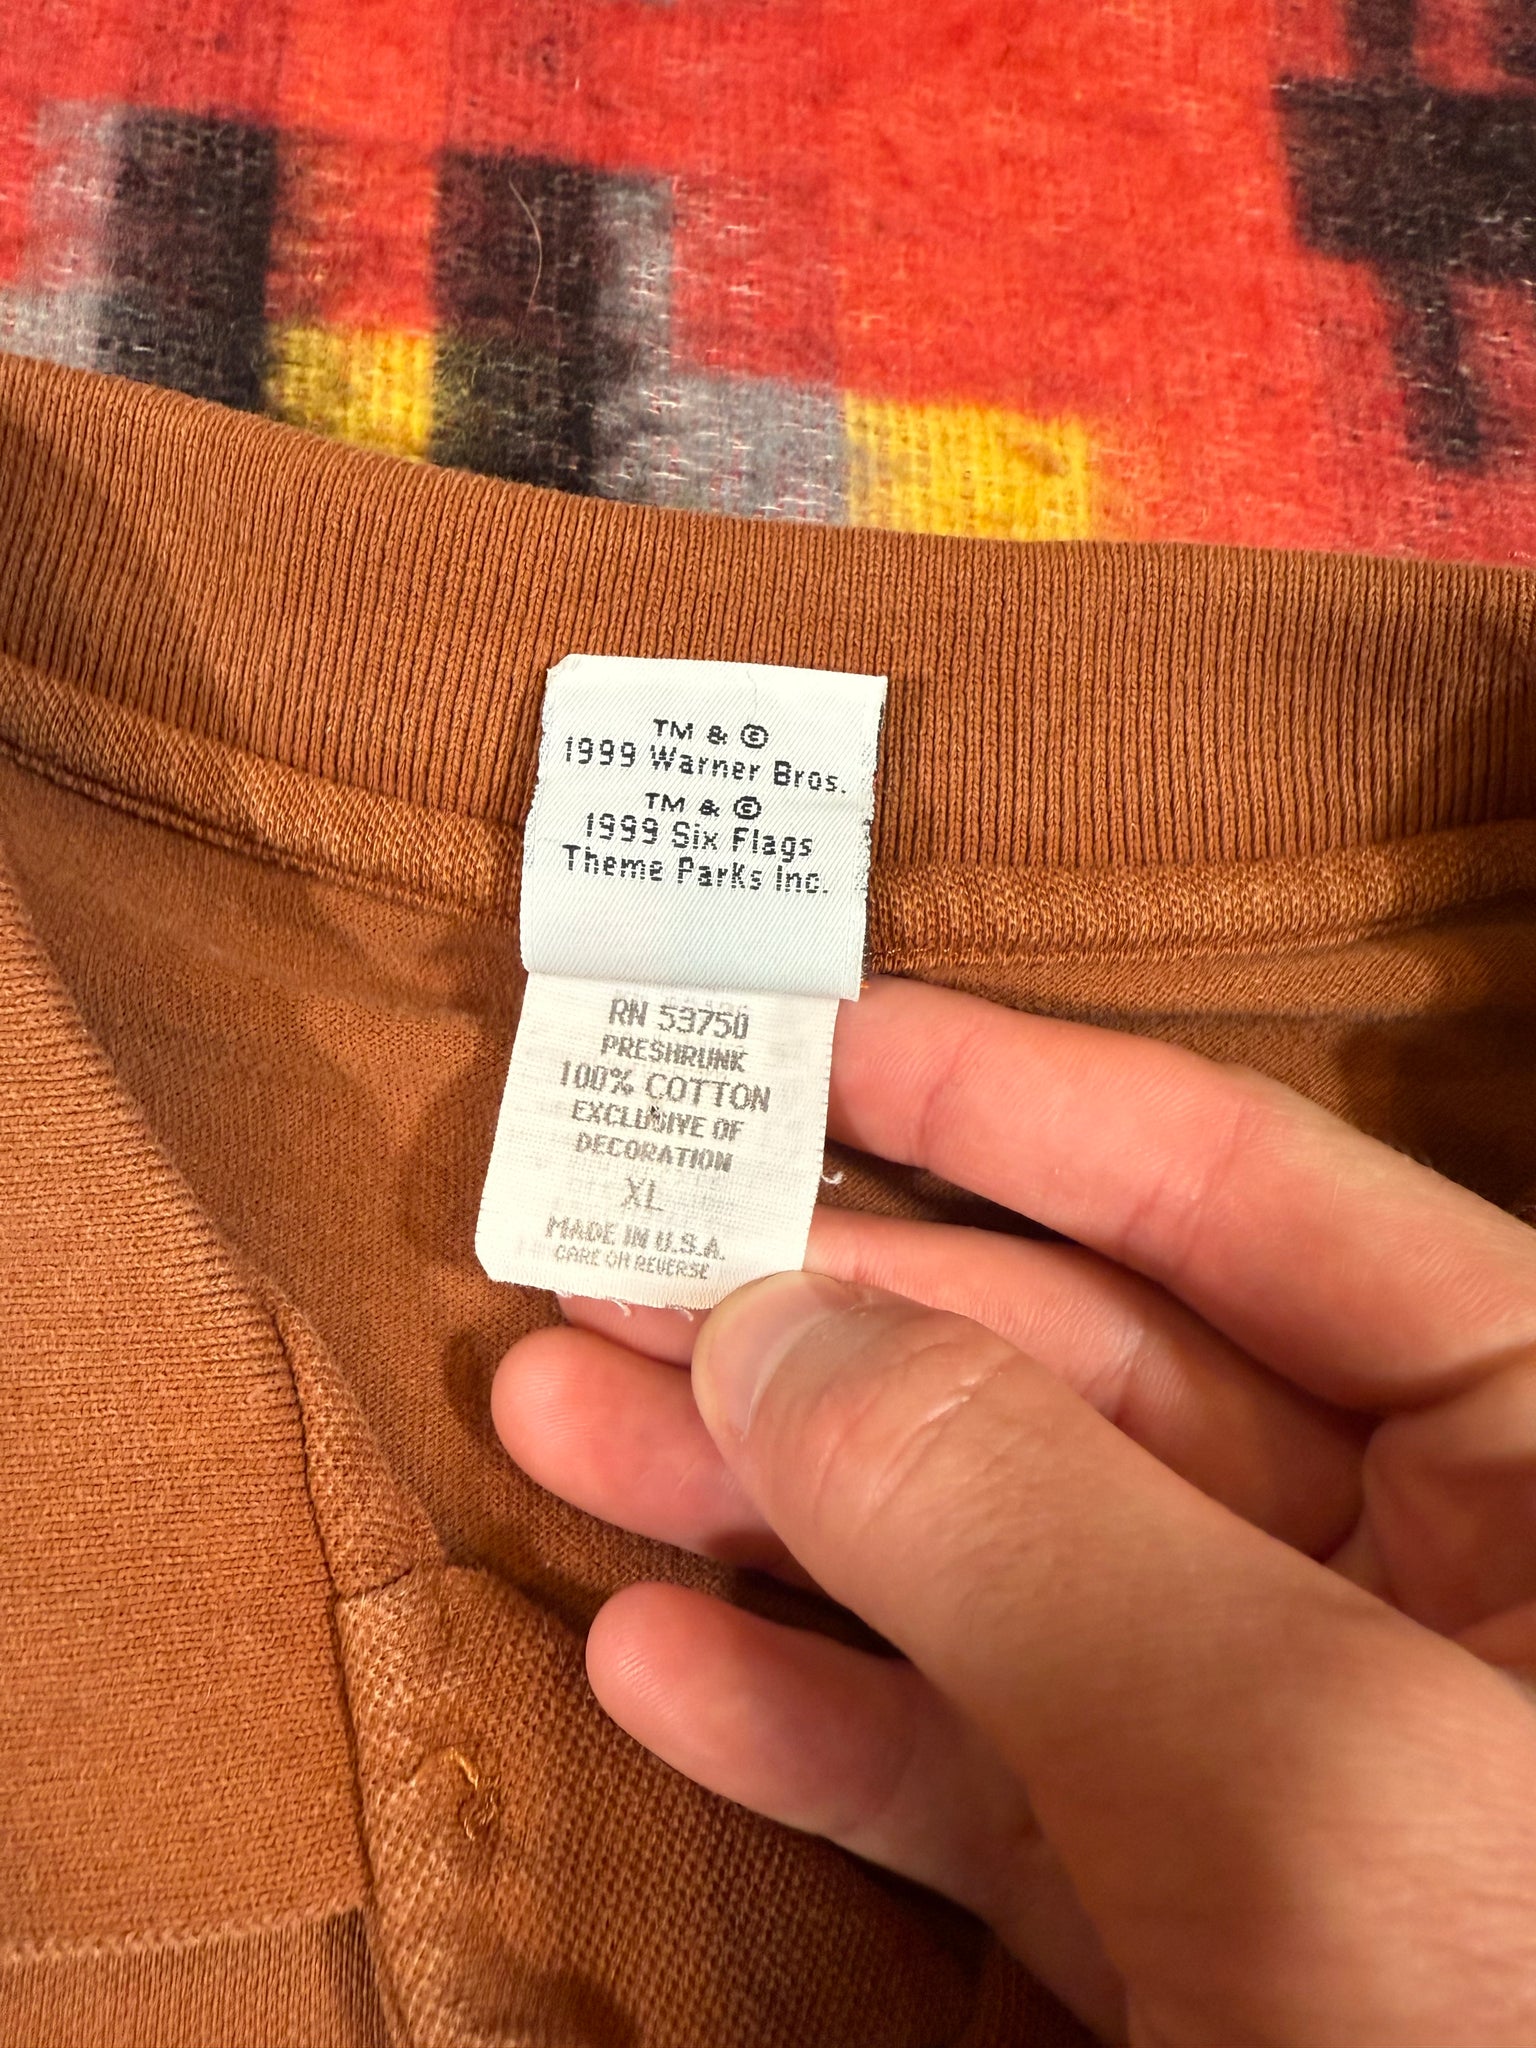 TM & ©
1999 Warner Bros.
TM & ©
1999 Six Flags
Theme Parks Inc.
RN 53750
PRESHRUNK
100% COTTON
EXCLUSIVE OF
DECORATION
XL
MADE IN U.S.A.
CARE ON REVERSE